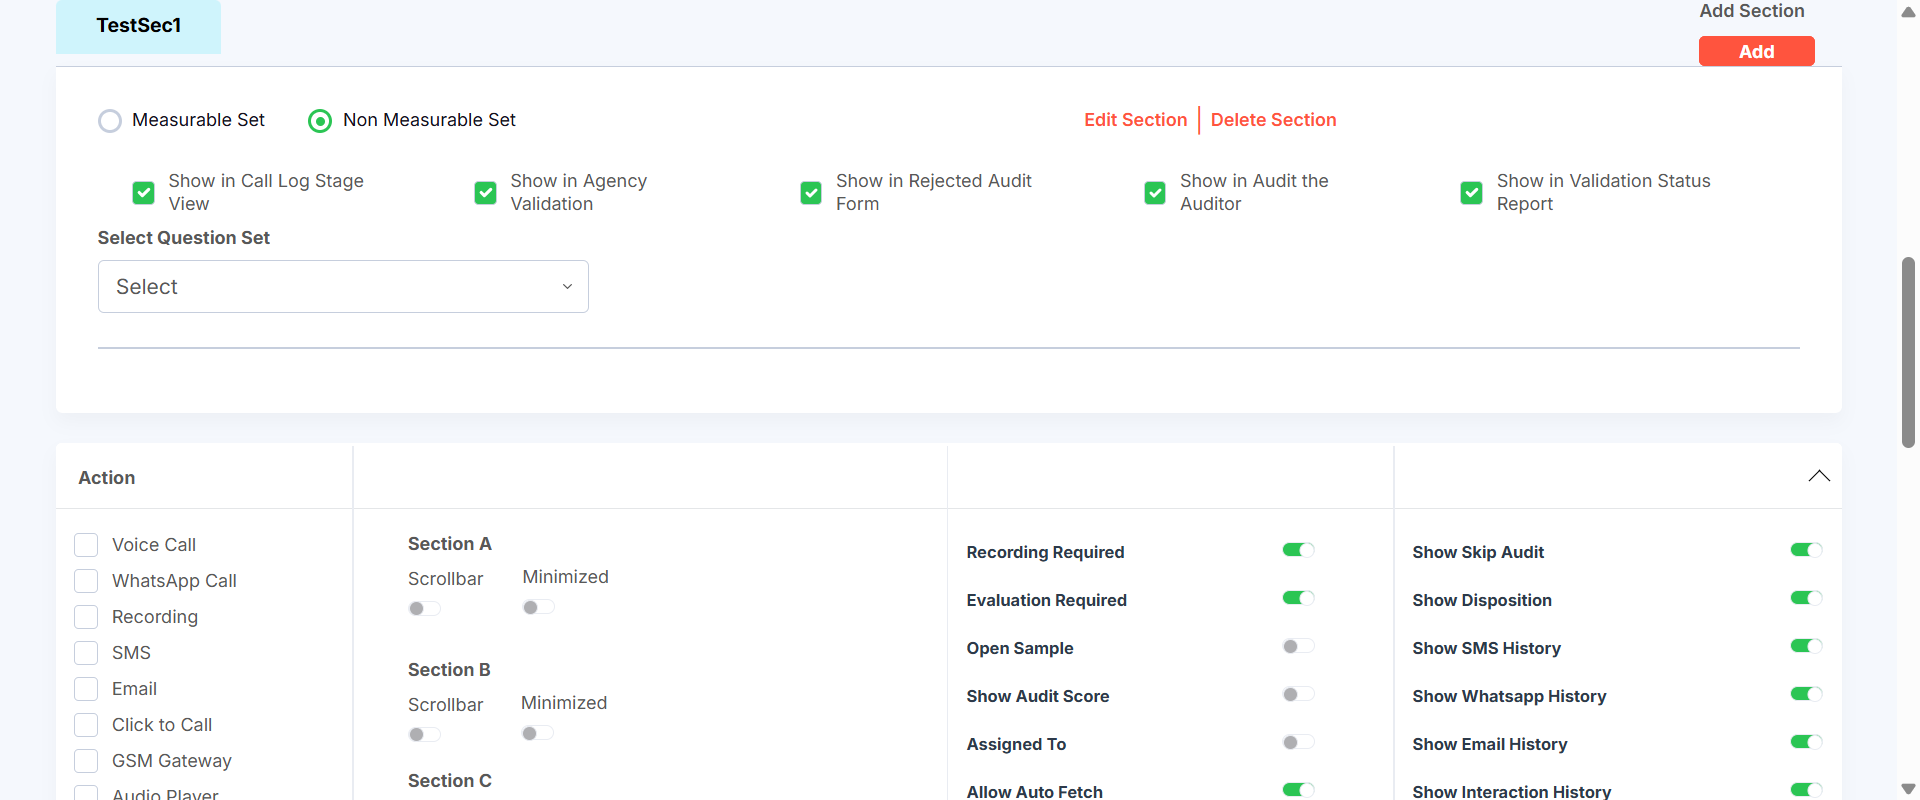 TestSec1
Add Section
Add
Measurable Set
Non Measurable Set
Edit Section
Delete Section
Show in Call Log Stage
View
Show in Agency
Validation
Show in Rejected Audit
Form
Show in Audit the
Auditor
Show in Validation Status
Report
Select Question Set
Select
Action
Voice Call
WhatsApp Call
Recording
SMS
Email
Click to Call
GSM Gateway
Audio Player
Section A
Scrollbar
Minimized
Section B
Scrollbar
Minimized
Section C
Recording Required
Evaluation Required
Open Sample
Show Audit Score
Assigned To
Allow Auto Fetch
Show Skip Audit
Show Disposition
Show SMS History
Show Whatsapp History
Show Email History
Show Interaction History